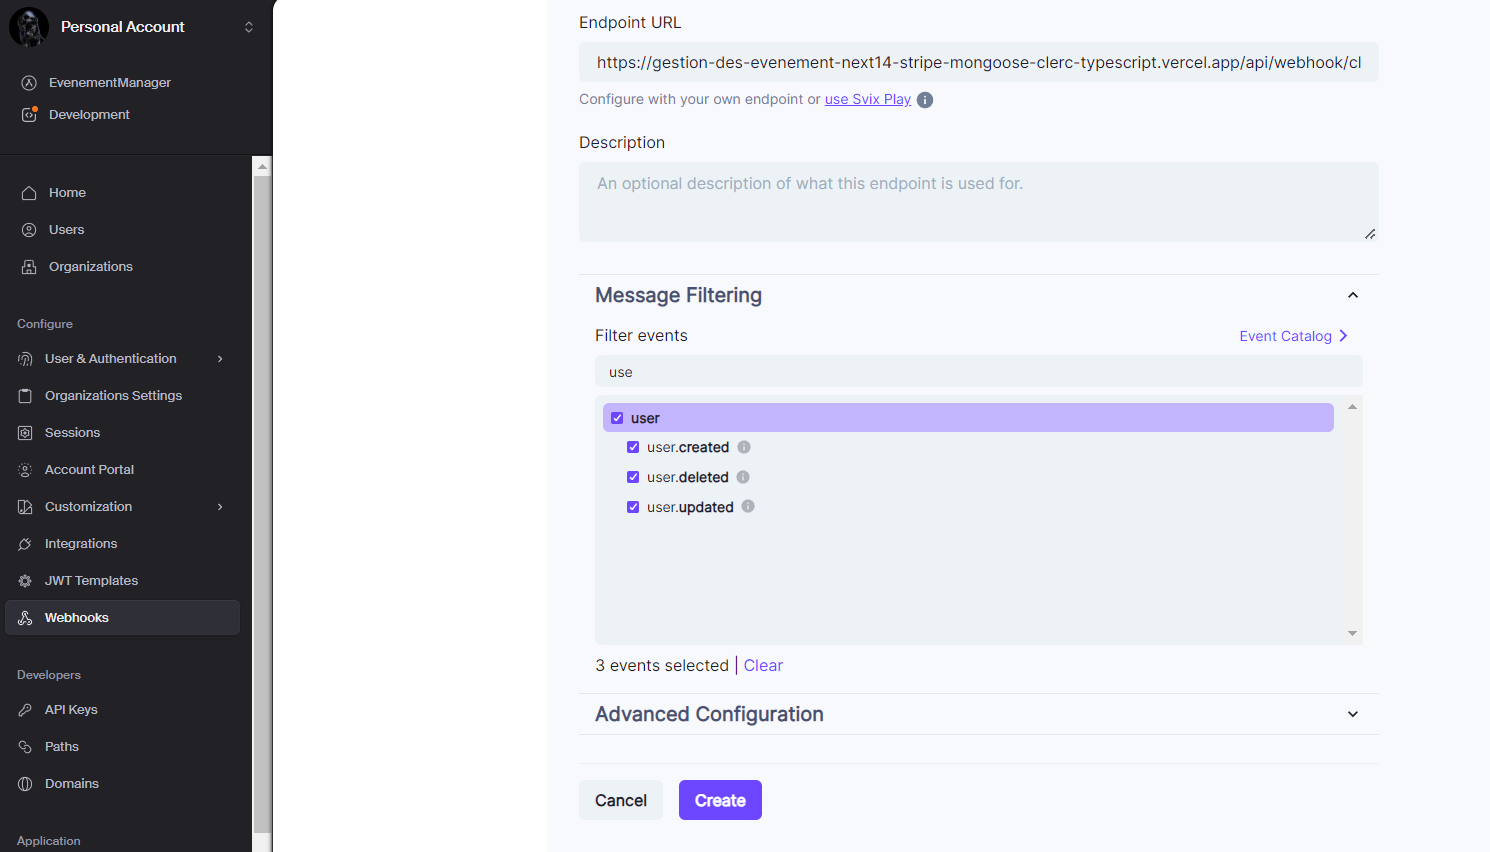 Personal Account
EvenementManager
Development
Home
Users
Organizations
Configure
User & Authentication
Organizations Settings
Sessions
Account Portal
Customization
Integrations
JWT Templates
Webhooks
Developers
API Keys
Paths
Domains
Application
Endpoint URL
https://gestion-des-evenement-next14-stripe-mongoose-clerc-typescript.vercel.app/api/webhook/cl
Configure with your own endpoint or use Svix Play
Description
An optional description of what this endpoint is used for.
Message Filtering
Filter events
Event Catalog
use
user
user.created
user.deleted
user.updated
3 events selected | Clear
Advanced Configuration
Cancel
Create